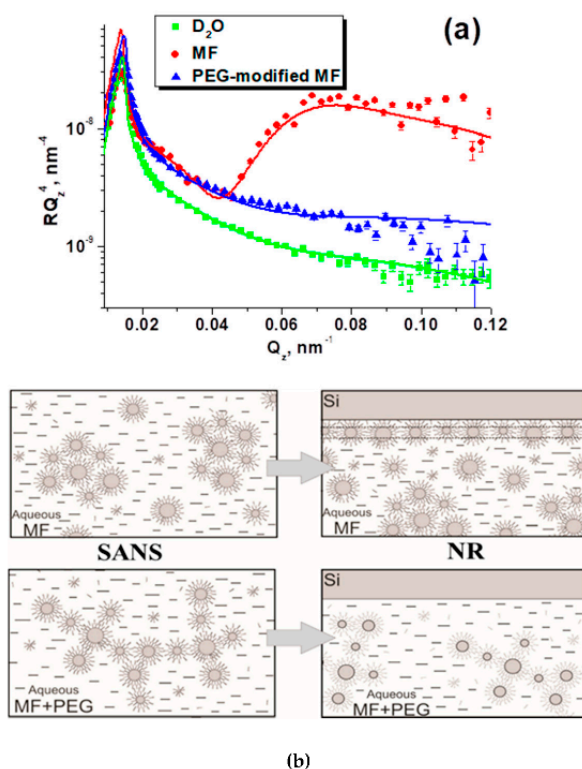 (a)
D₂O
MF
PEG-modified MF
RQ_z⁴, nm⁻⁴
10⁻⁸
10⁻⁹
0.02 0.04 0.06 0.08 0.10 0.12
Q_z, nm⁻¹
Si
Aqueous
MF
Aqueous
MF
SANS NR
Si
Aqueous
MF+PEG
Aqueous
MF+PEG
(b)